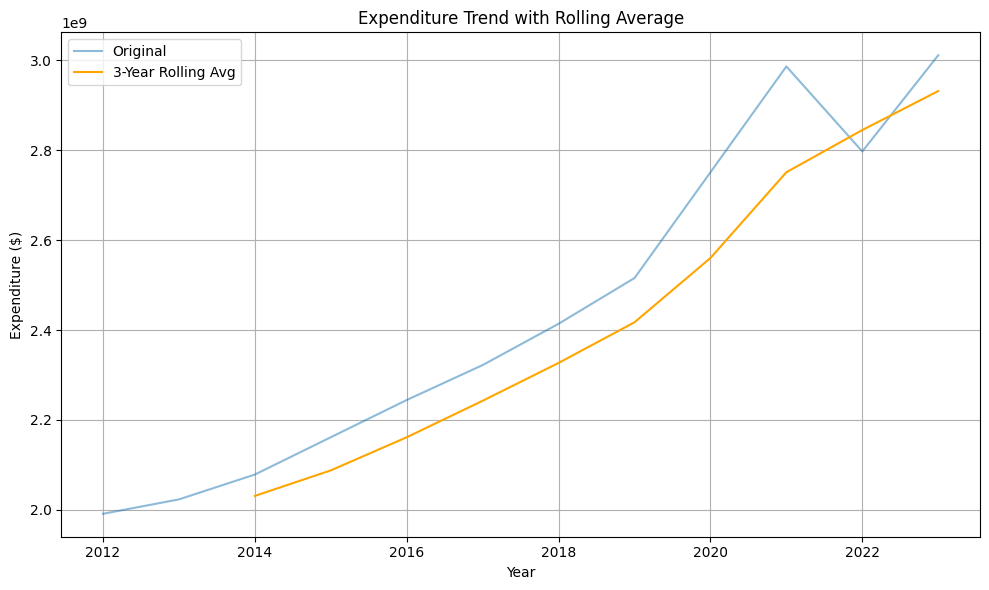 Expenditure Trend with Rolling Average
1e9
Original
3-Year Rolling Avg
3.0
2.8
2.6
2.4
2.2
2.0
Expenditure ($)
2012 2014 2016 2018 2020 2022
Year